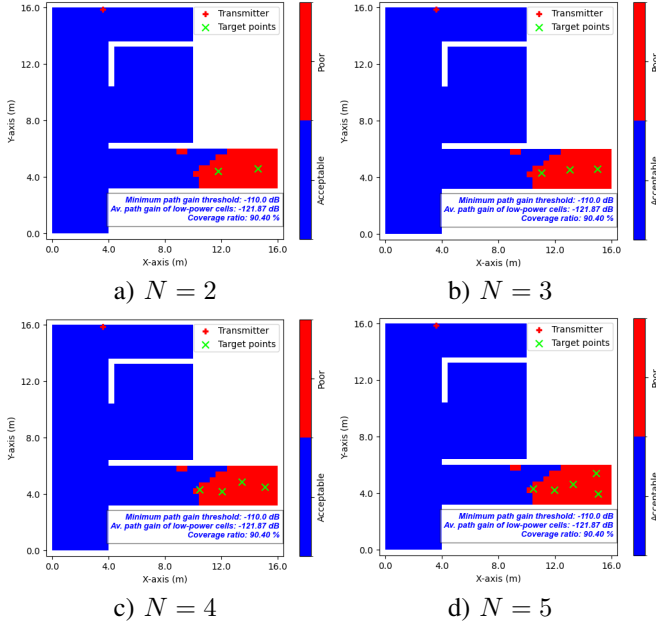 16.0
12.0
8.0
4.0
0.0
Y-axis (m)
Transmitter
Target points
Minimum path gain threshold: -110.0 dB
Av. path gain of low-power cells: -121.87 dB
Coverage ratio: 90.40 %
0.0 4.0 8.0 12.0 16.0
X-axis (m)
Poor
Acceptable
a) N = 2
16.0
12.0
8.0
4.0
0.0
Y-axis (m)
Transmitter
Target points
Minimum path gain threshold: -110.0 dB
Av. path gain of low-power cells: -121.87 dB
Coverage ratio: 90.40 %
0.0 4.0 8.0 12.0 16.0
X-axis (m)
Poor
Acceptable
b) N = 3
16.0
12.0
8.0
4.0
0.0
Y-axis (m)
Transmitter
Target points
Minimum path gain threshold: -110.0 dB
Av. path gain of low-power cells: -121.87 dB
Coverage ratio: 90.40 %
0.0 4.0 8.0 12.0 16.0
X-axis (m)
Poor
Acceptable
c) N = 4
16.0
12.0
8.0
4.0
0.0
Y-axis (m)
Transmitter
Target points
Minimum path gain threshold: -110.0 dB
Av. path gain of low-power cells: -121.87 dB
Coverage ratio: 90.40 %
0.0 4.0 8.0 12.0 16.0
X-axis (m)
Poor
Acceptable
d) N = 5